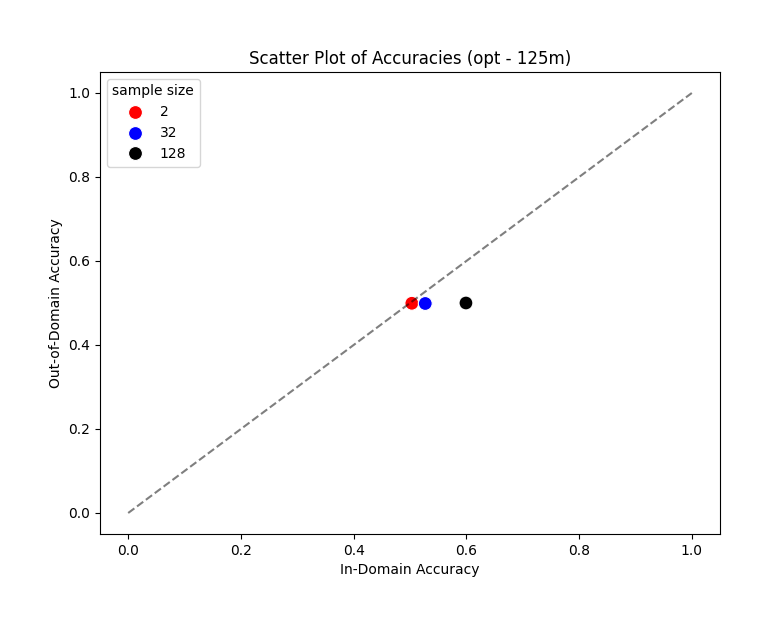 Scatter Plot of Accuracies (opt - 125m)
sample size
2
32
128
1.0
0.8
0.6
0.4
0.2
0.0
Out-of-Domain Accuracy
0.0 0.2 0.4 0.6 0.8 1.0
In-Domain Accuracy